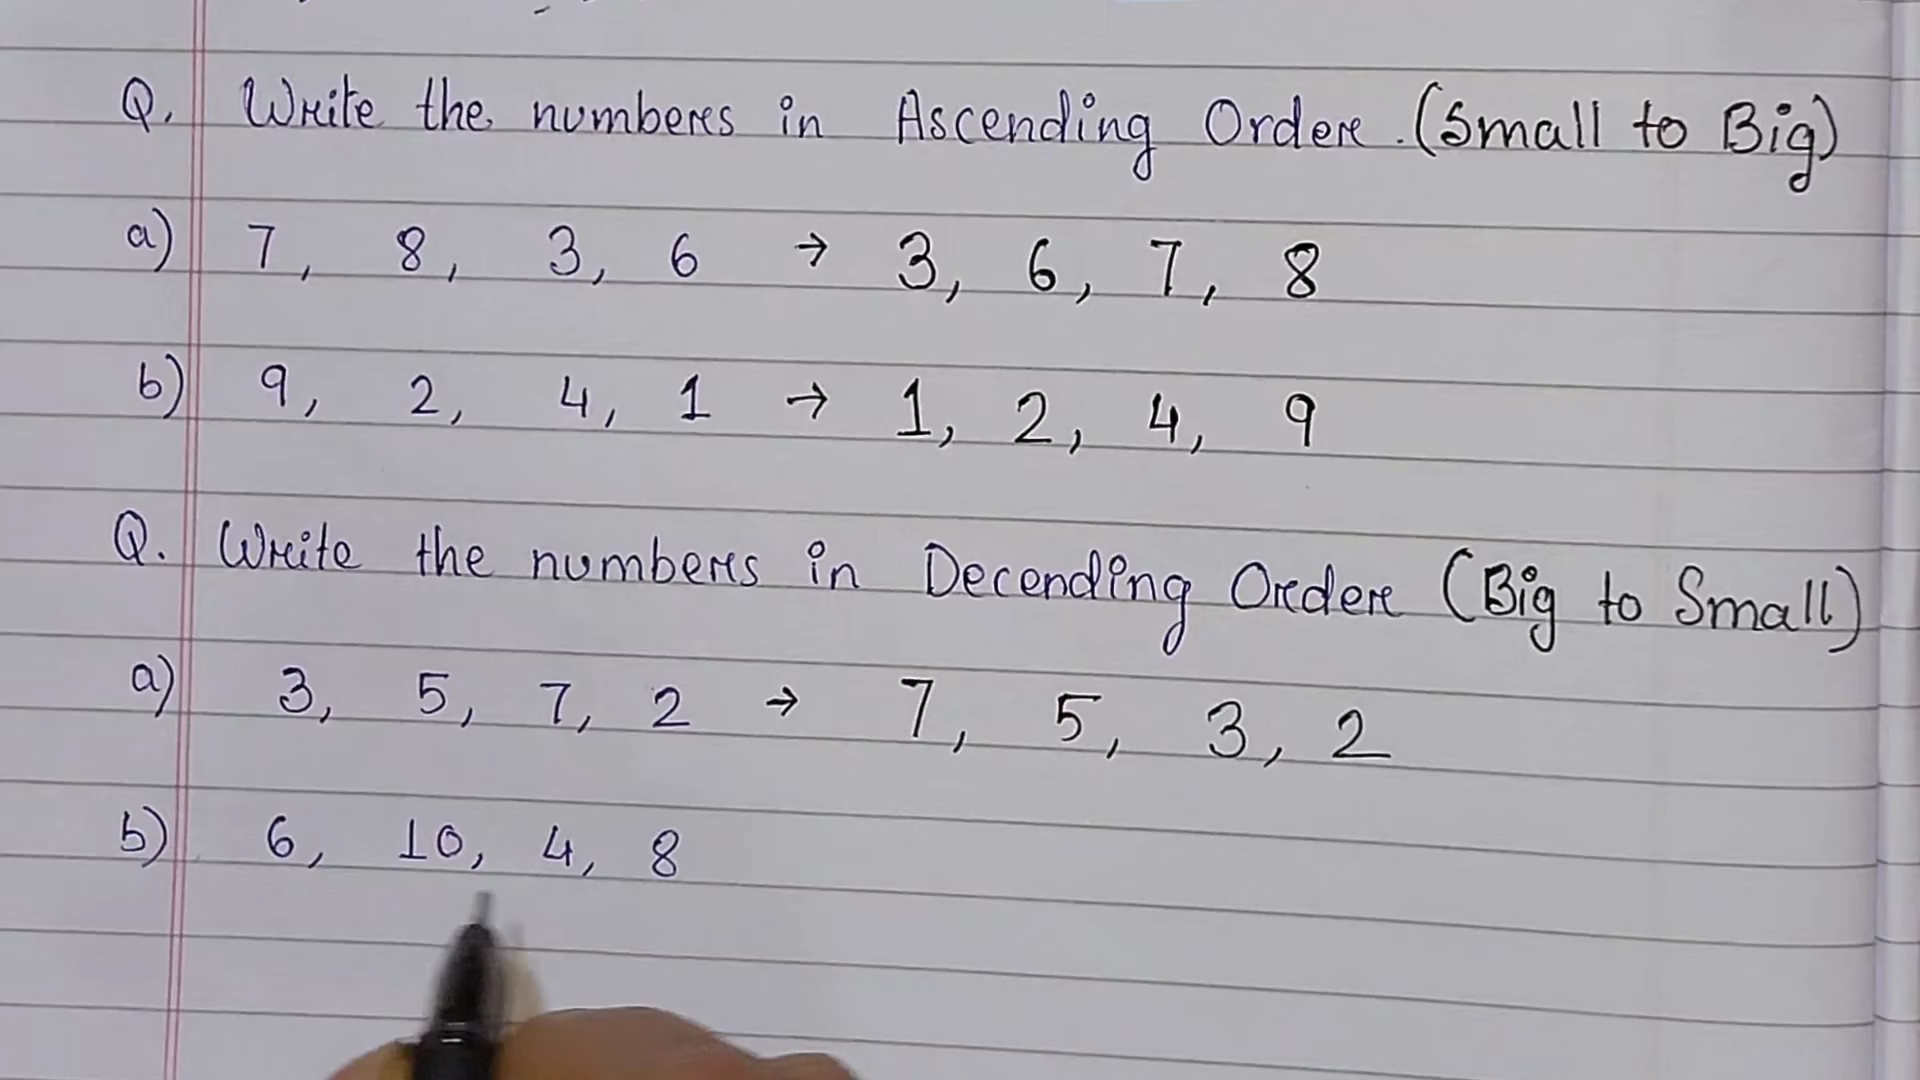 Q. Write the numbers in Ascending Order. (Small to Big)
a) 7, 8, 3, 6 → 3, 6, 7, 8
b) 9, 2, 4, 1 → 1, 2, 4, 9
Q. Write the numbers in Decending Order (Big to Small)
a) 3, 5, 7, 2 → 7, 5, 3, 2
b) 6, 10, 4, 8